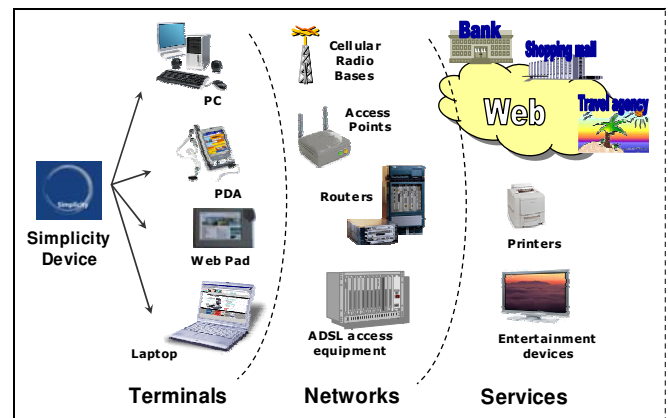 PC
PDA
Web Pad
Laptop
Terminals
Simplicity
Simplicity
Device
Cellular
Radio
Bases
Access
Points
Routers
ADSL access
equipment
Networks
Bank
Shopping mall
Web
Travel agency
Printers
Entertainment
devices
Services